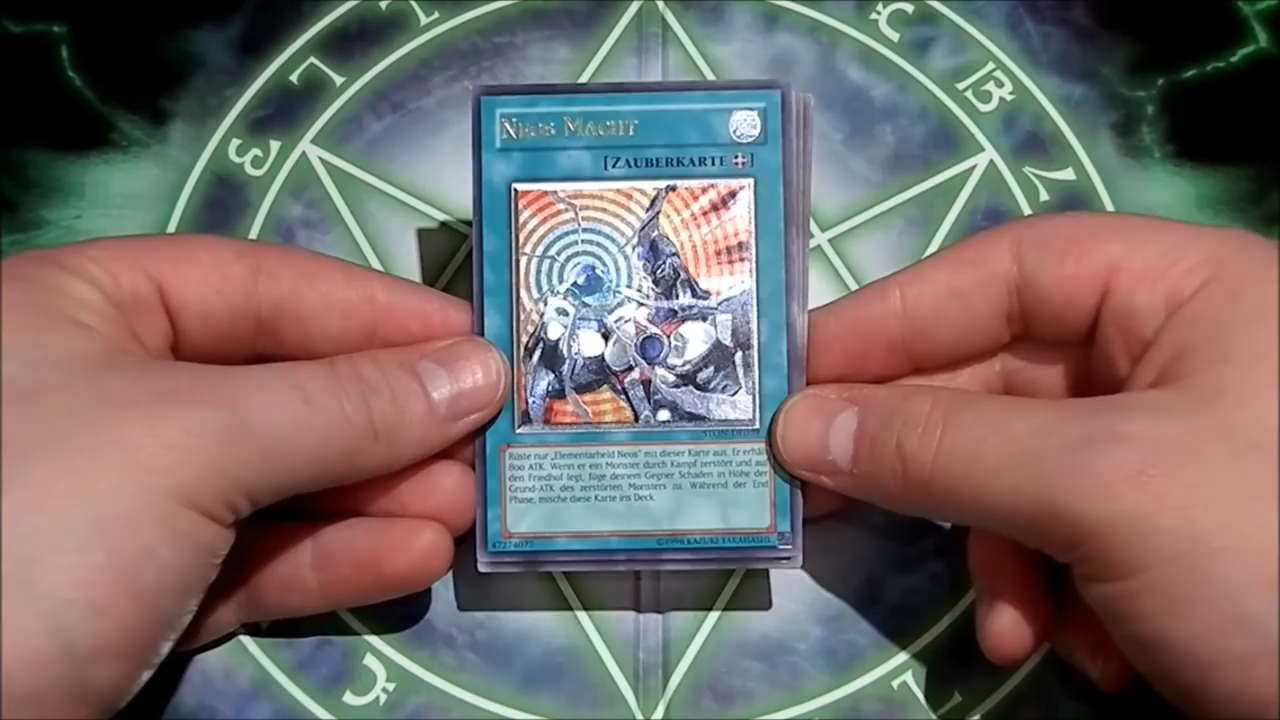 Neos Macht
[Zauberkarte ]
Rüste nur „Elementarheld Neos" mit dieser Karte aus. Er erhält
800 ATK. Wenn er ein Monster durch Kampf zerstört und auf
den Friedhof legt, füge deinem Gegner Schaden in Höhe der
Grund-ATK des zerstörten Monsters zu. Während der End
Phase, mische diese Karte ins Deck.
47274077
©1996 KAZUKI TAKAHASHI